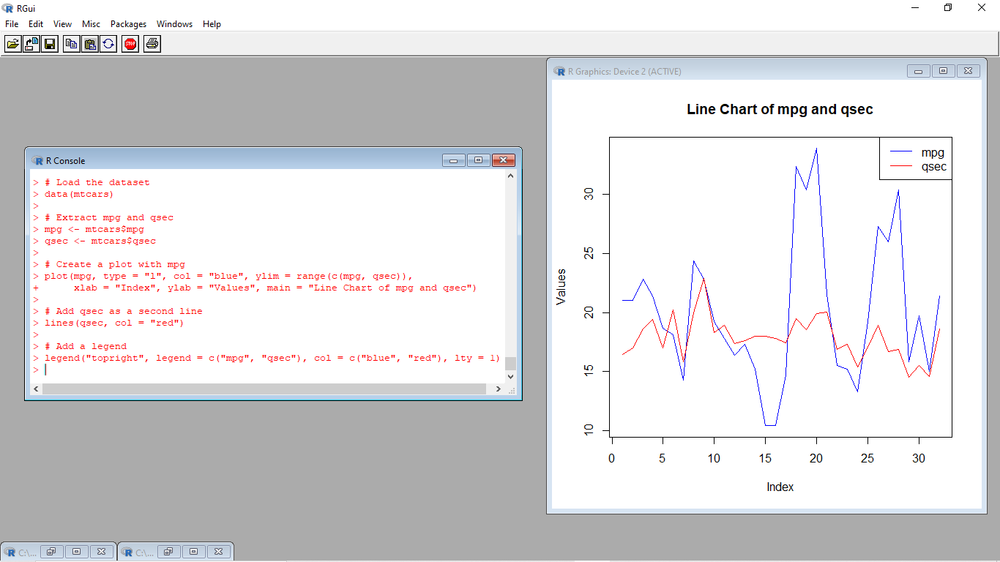 RGui
File Edit View Misc Packages Windows Help
STOP
R Console
> # Load the dataset
> data(mtcars)
>
> # Extract mpg and qsec
> mpg <- mtcars$mpg
> qsec <- mtcars$qsec
>
> # Create a plot with mpg
> plot(mpg, type = "l", col = "blue", ylim = range(c(mpg, qsec)),
+      xlab = "Index", ylab = "Values", main = "Line Chart of mpg and qsec")
>
> # Add qsec as a second line
> lines(qsec, col = "red")
>
> # Add a legend
> legend("topright", legend = c("mpg", "qsec"), col = c("blue", "red"), lty = 1)
>
R Graphics: Device 2 (ACTIVE)
Line Chart of mpg and qsec
mpg
qsec
Values
30
25
20
15
10
0 5 10 15 20 25 30
Index
C:\...
C:\...